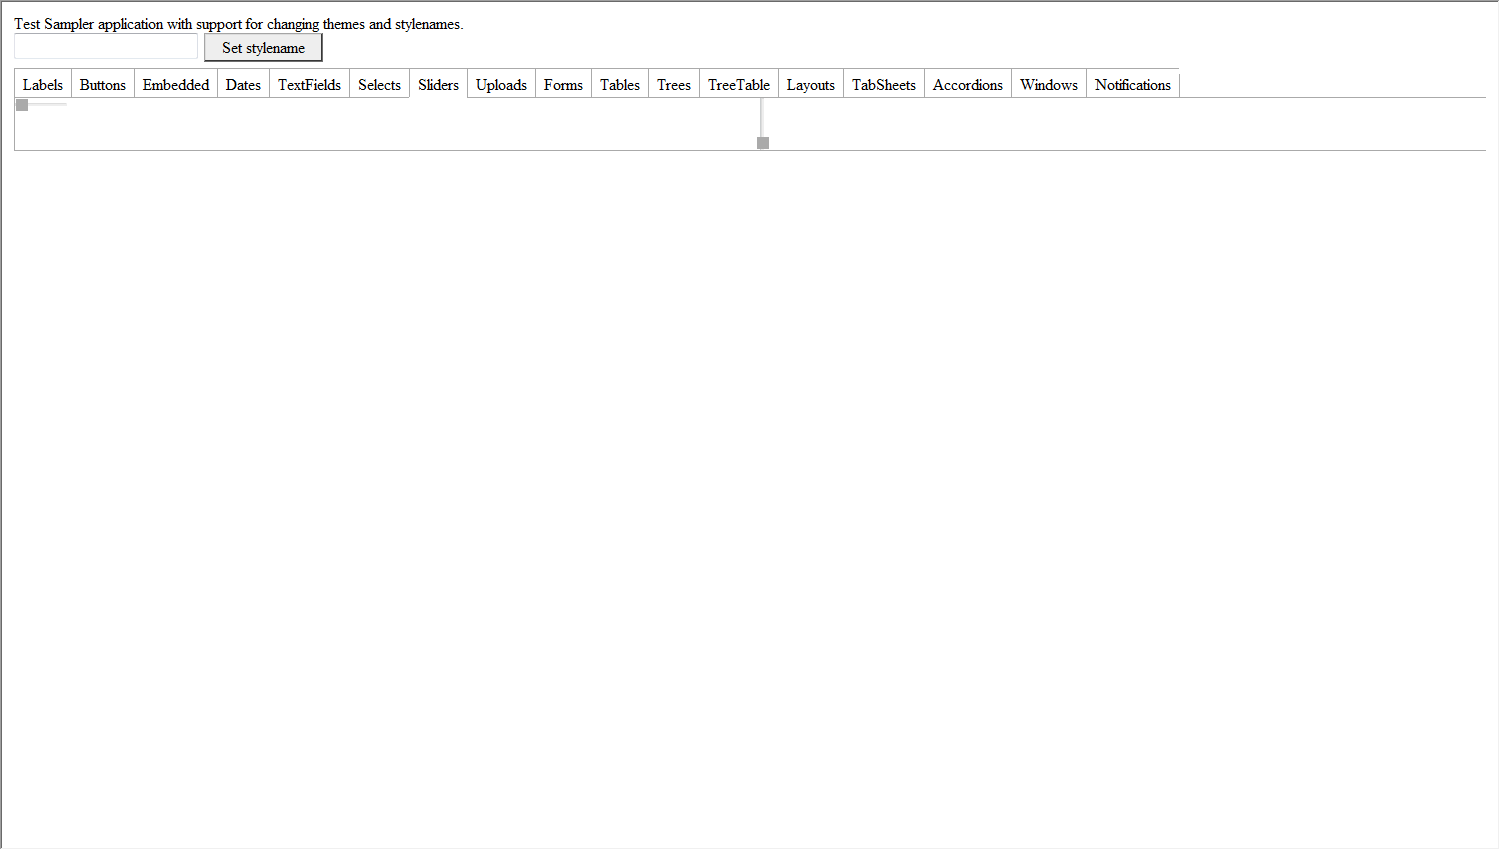 Test Sampler application with support for changing themes and stylenames.
Set stylename
Labels Buttons Embedded Dates TextFields Selects Sliders Uploads Forms Tables Trees TreeTable Layouts TabSheets Accordions Windows Notifications